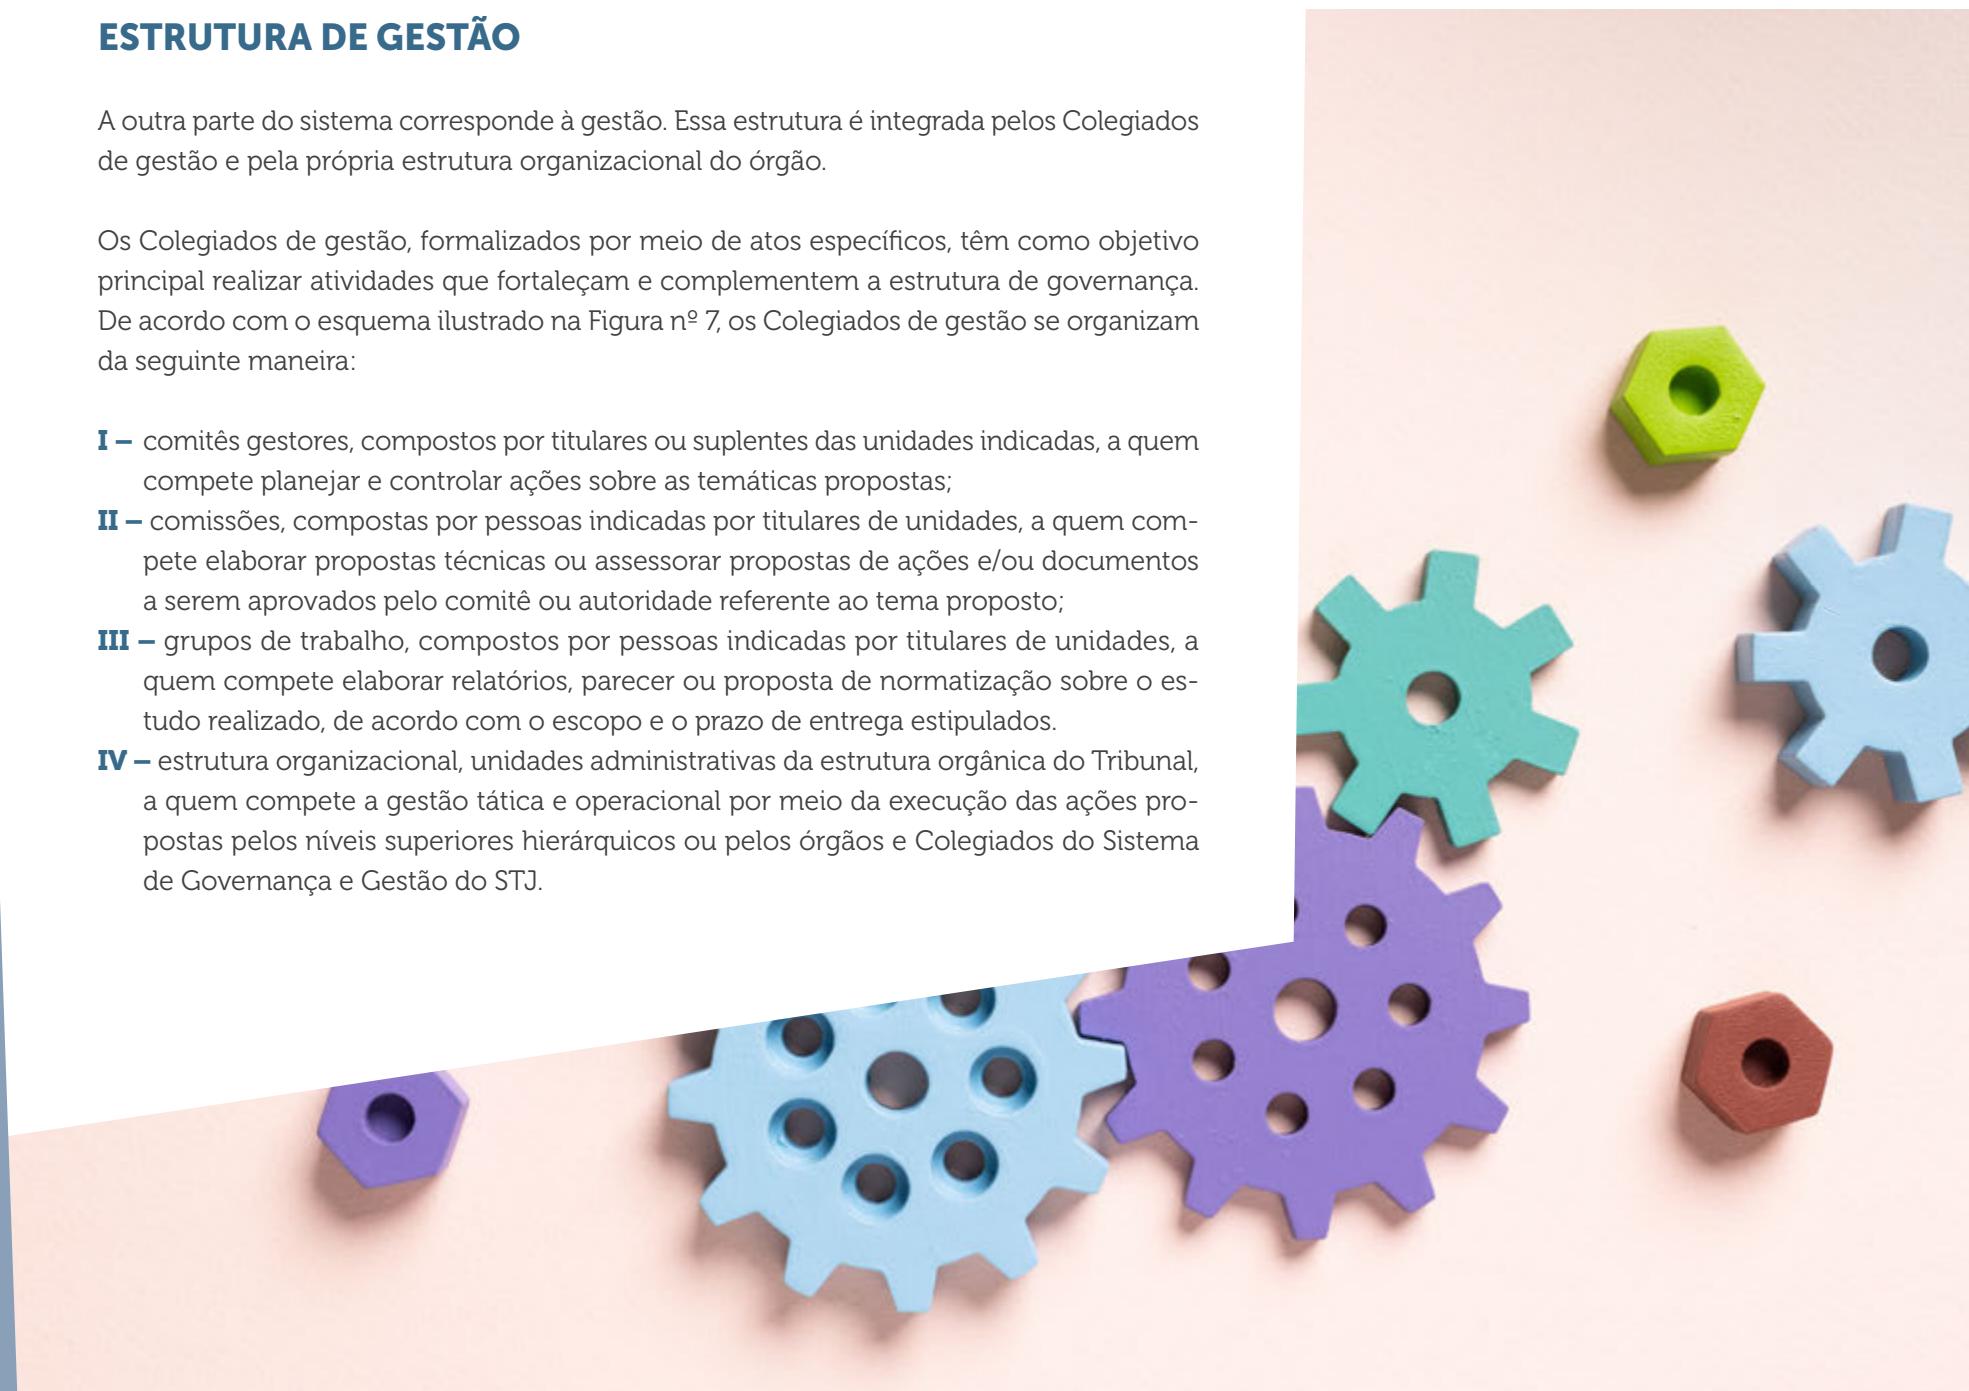 ESTRUTURA DE GESTÃO
A outra parte do sistema corresponde à gestão. Essa estrutura é integrada pelos Colegiados
de gestão e pela própria estrutura organizacional do órgão.
Os Colegiados de gestão, formalizados por meio de atos específicos, têm como objetivo
principal realizar atividades que fortaleçam e complementem a estrutura de governança.
De acordo com o esquema ilustrado na Figura nº 7, os Colegiados de gestão se organizam
da seguinte maneira:
I – comitês gestores, compostos por titulares ou suplentes das unidades indicadas, a quem
compete planejar e controlar ações sobre as temáticas propostas;
II – comissões, compostas por pessoas indicadas por titulares de unidades, a quem com-
pete elaborar propostas técnicas ou assessorar propostas de ações e/ou documentos
a serem aprovados pelo comitê ou autoridade referente ao tema proposto;
III – grupos de trabalho, compostos por pessoas indicadas por titulares de unidades, a
quem compete elaborar relatórios, parecer ou proposta de normatização sobre o es-
tudo realizado, de acordo com o escopo e o prazo de entrega estipulados.
IV – estrutura organizacional, unidades administrativas da estrutura orgânica do Tribunal,
a quem compete a gestão tática e operacional por meio da execução das ações pro-
postas pelos níveis superiores hierárquicos ou pelos órgãos e Colegiados do Sistema
de Governança e Gestão do STJ.